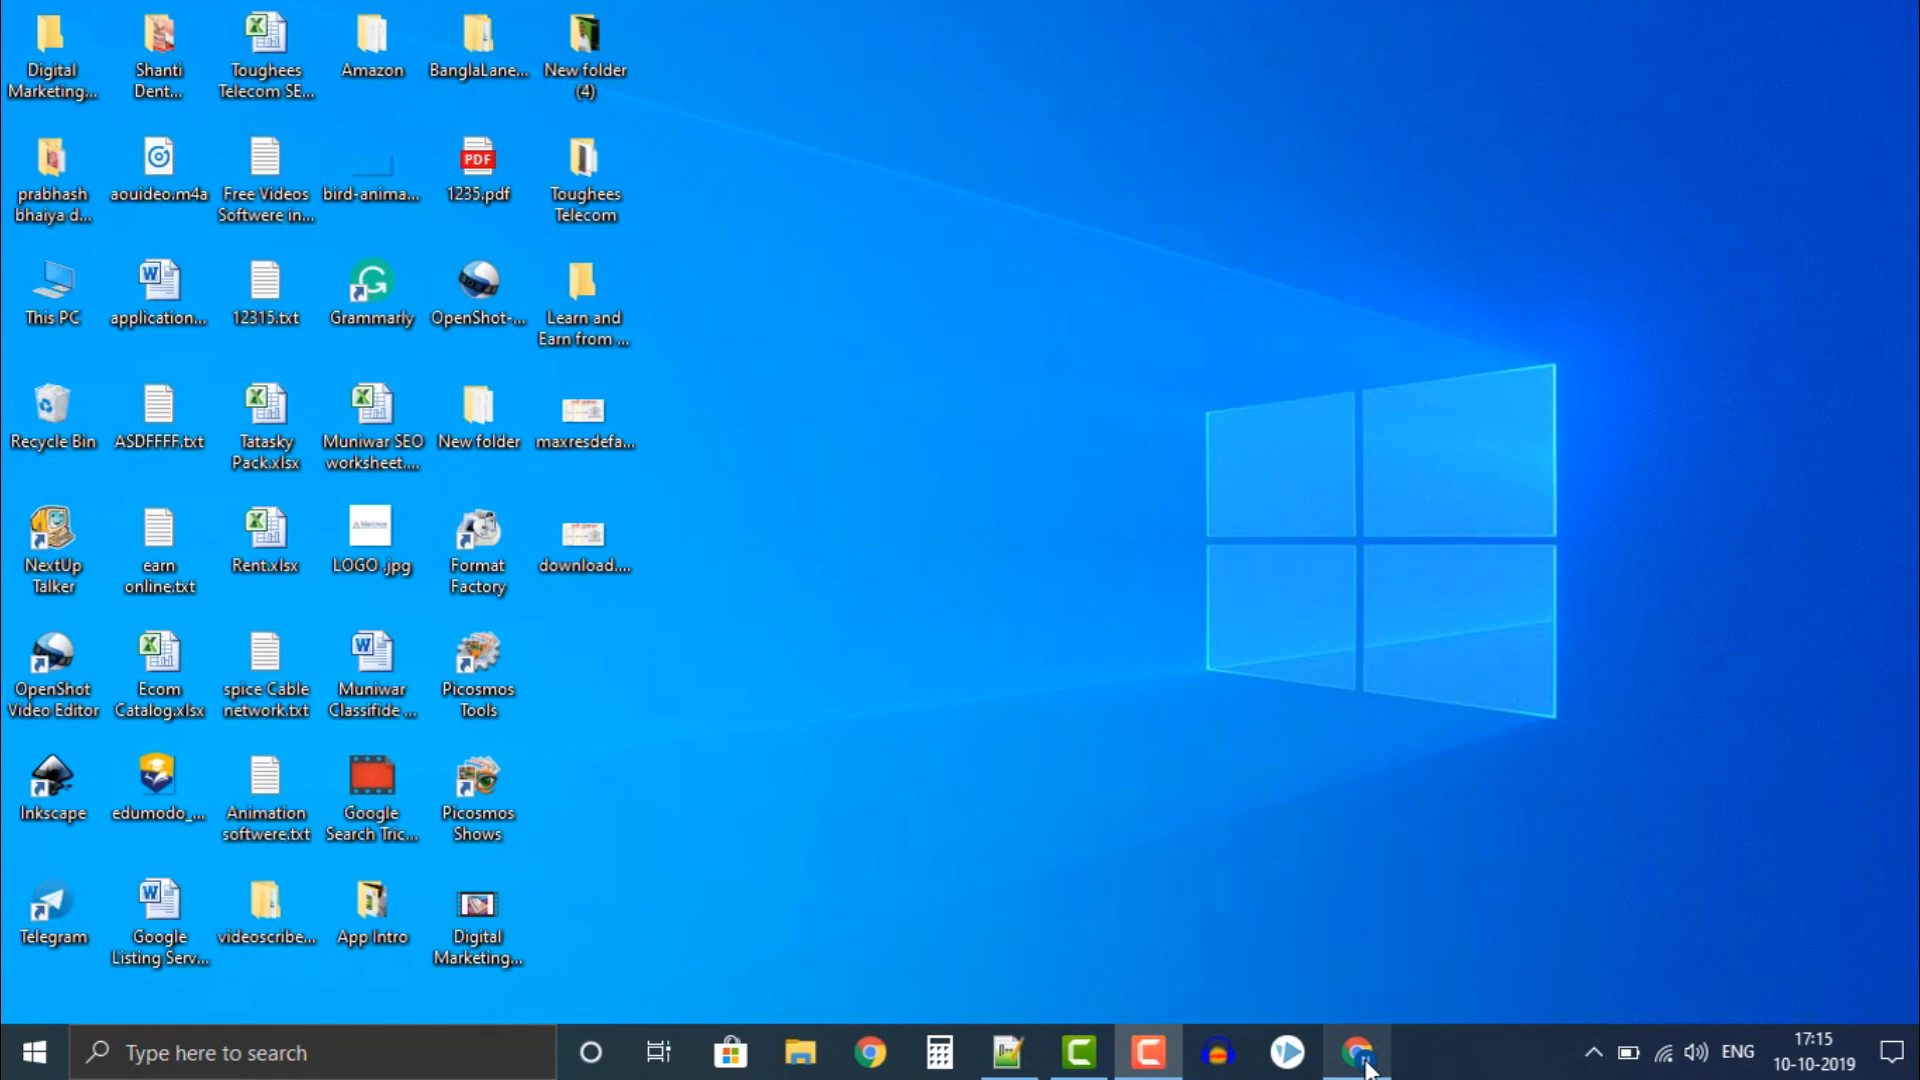 Digital
Marketing...
Shanti
Dent...
Toughees
Telecom SE...
Amazon
BanglaLane...
New folder
(4)
prabhash
bhaiya d...
aouideo.m4a
Free Videos
Softwere in...
bird-anima...
PDF
1235.pdf
Toughees
Telecom
This PC
application...
12315.txt
Grammarly
OpenShot-...
Learn and
Earn from ...
Recycle Bin
ASDFFFF.txt
Tatasky
Pack.xlsx
Muniwar SEO
worksheet....
New folder
maxresdefa...
NextUp
Talker
earn
online.txt
Rent.xlsx
LOGO .jpg
Format
Factory
download....
OpenShot
Video Editor
Ecom
Catalog.xlsx
spice Cable
network.txt
Muniwar
Classifide ...
Picosmos
Tools
Inkscape
edumodo_...
Animation
softwere.txt
Google
Search Tric...
Picosmos
Shows
Telegram
Google
Listing Serv...
videoscribe...
App Intro
Digital
Marketing...
Type here to search
ENG
17:15
10-10-2019